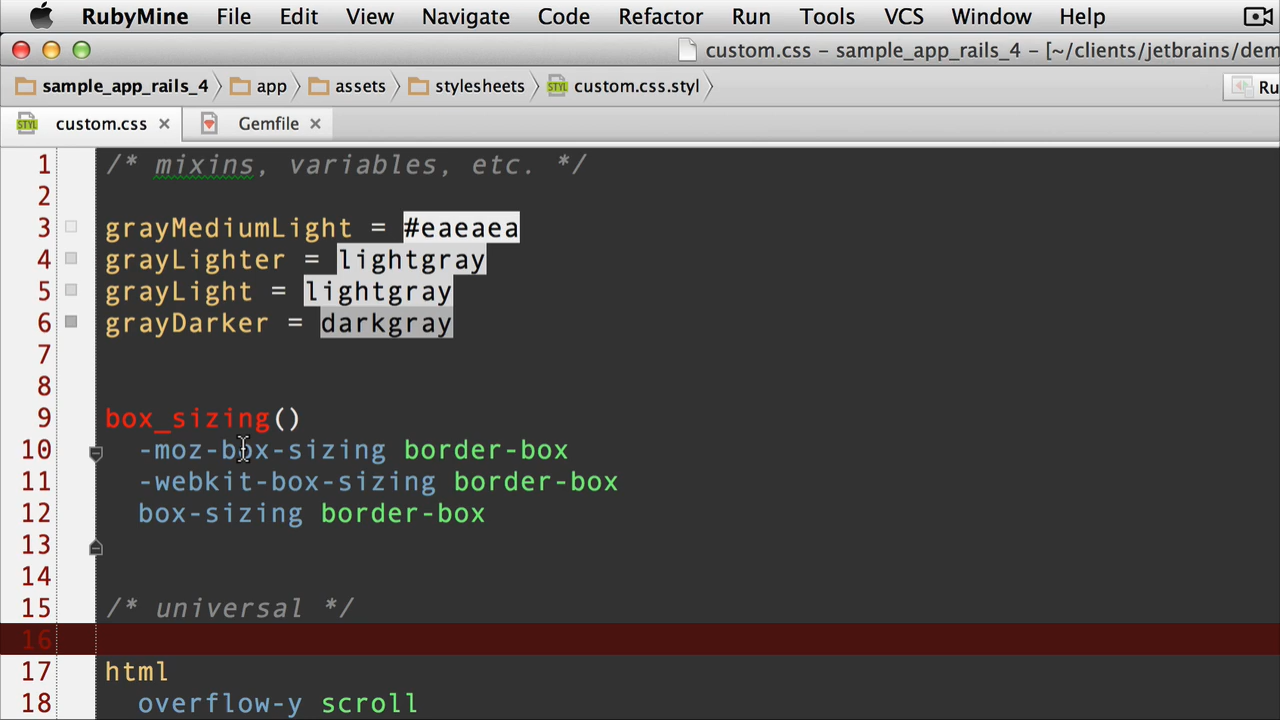 RubyMine File Edit View Navigate Code Refactor Run Tools VCS Window Help
custom.css – sample_app_rails_4 – [~/clients/jetbrains/dem
sample_app_rails_4 app assets stylesheets STYL custom.css.styl Ru
STYL custom.css Gemfile
1 /* mixins, variables, etc. */
2
3 grayMediumLight = #eaeaea
4 grayLighter = lightgray
5 grayLight = lightgray
6 grayDarker = darkgray
7
8
9 box_sizing()
10 -moz-box-sizing border-box
11 -webkit-box-sizing border-box
12 box-sizing border-box
13
14
15 /* universal */
16
17 html
18 overflow-y scroll